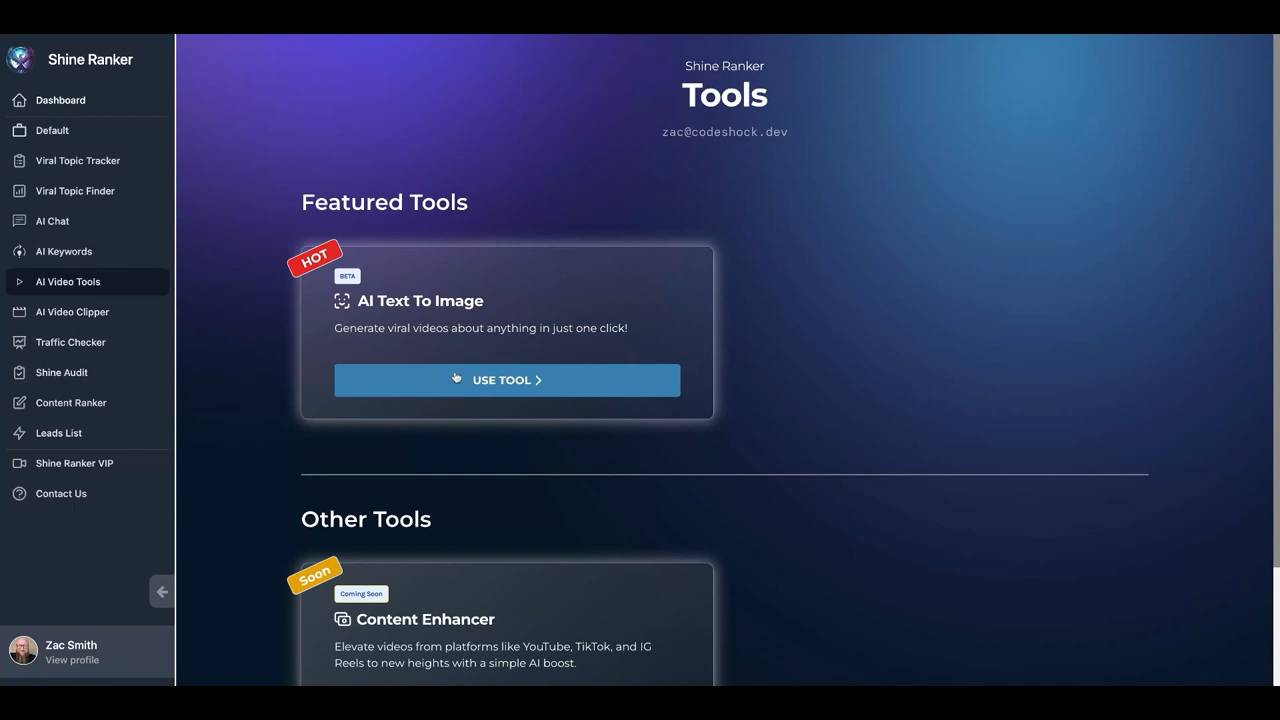 Shine Ranker
Dashboard
Default
Viral Topic Tracker
Viral Topic Finder
AI Chat
AI Keywords
AI Video Tools
AI Video Clipper
Traffic Checker
Shine Audit
Content Ranker
Leads List
Shine Ranker VIP
Contact Us
Zac Smith
View profile
Shine Ranker
Tools
zac@codeshock.dev
Featured Tools
HOT
BETA
AI Text To Image
Generate viral videos about anything in just one click!
USE TOOL
Other Tools
Soon
Coming Soon
Content Enhancer
Elevate videos from platforms like YouTube, TikTok, and IG
Reels to new heights with a simple AI boost.